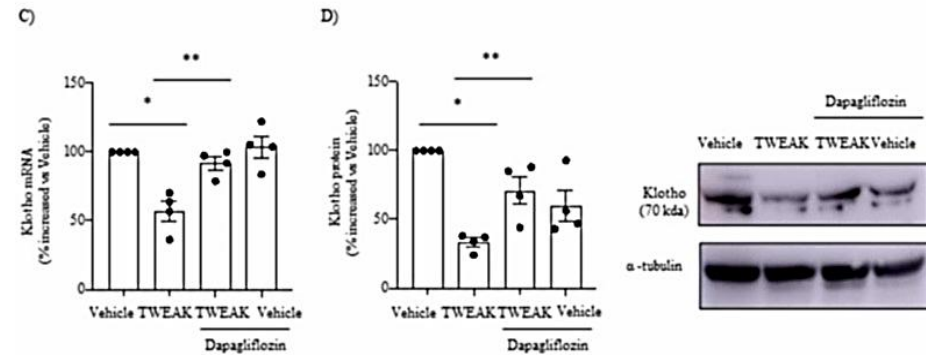 C)
**
*
Klotho mRNA
(% increased vs Vehicle)
150
100
50
0
Vehicle TWEAK TWEAK Vehicle
Dapagliflozin
D)
**
*
Klotho protein
(% increased vs Vehicle)
150
100
50
0
Vehicle TWEAK TWEAK Vehicle
Dapagliflozin
Dapagliflozin
Vehicle TWEAK TWEAK Vehicle
Klotho
(70 kda)
α-tubulin